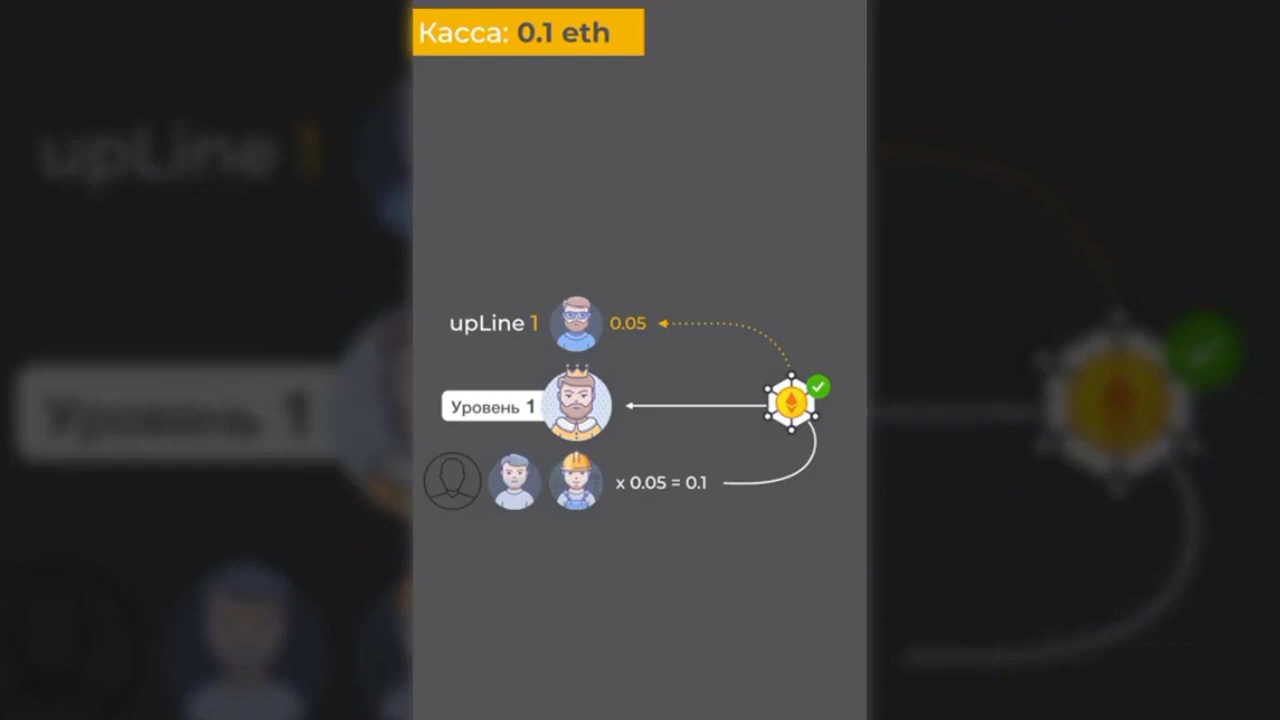 Касса: 0.1 eth
upLine 1
0.05
Уровень 1
x 0.05 = 0.1